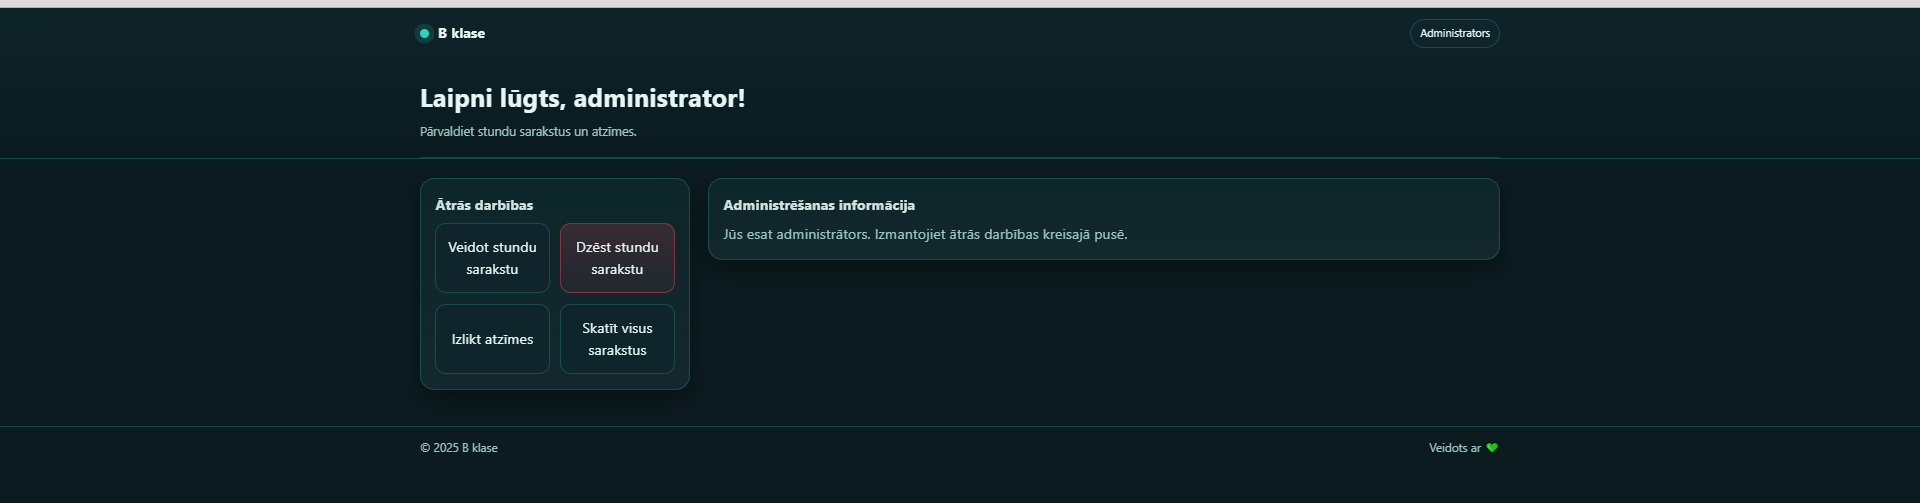 B klase
Administrators
Laipni lūgts, administrator!
Pārvaldiet stundu sarakstus un atzīmes.
Ātrās darbības
Veidot stundu
sarakstu
Dzēst stundu
sarakstu
Izlikt atzīmes
Skatīt visus
sarakstus
Administrēšanas informācija
Jūs esat administrātors. Izmantojiet ātrās darbības kreisajā pusē.
© 2025 B klase
Veidots ar 💚